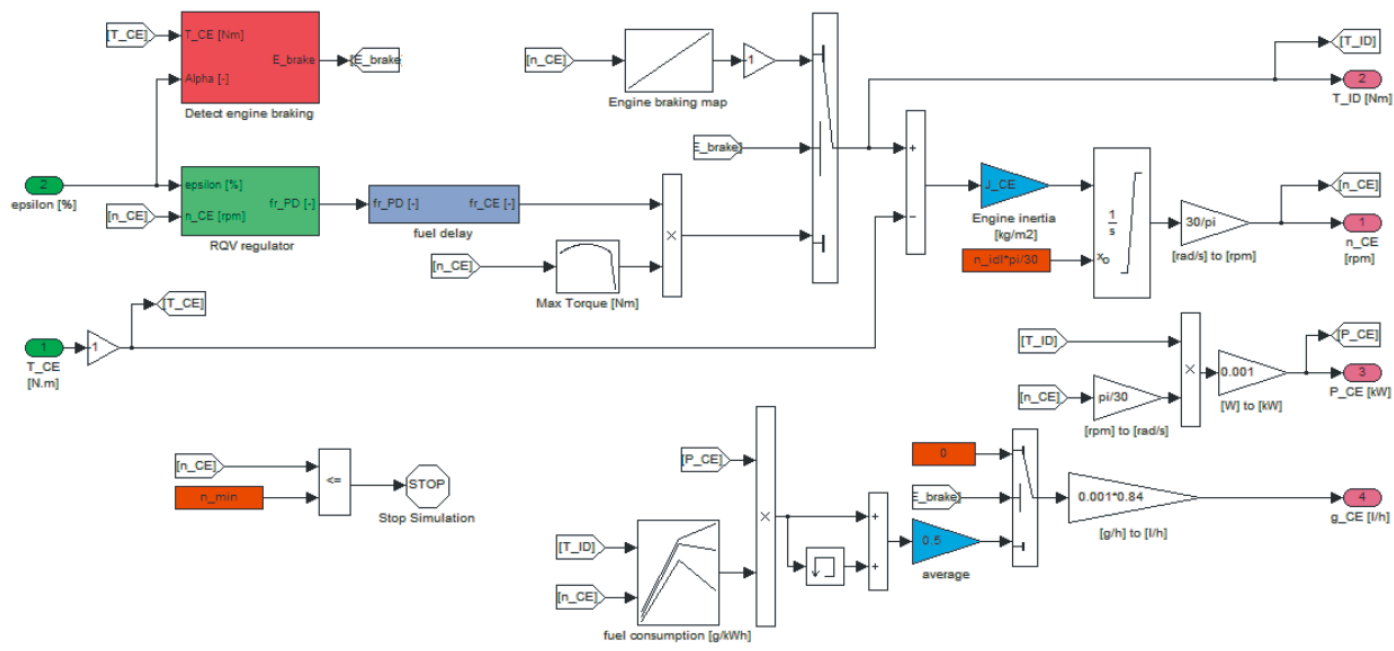 [T_CE]
T_CE [Nm]
E_brake
Alpha [-]
Detect engine braking
[E_brake
[n_CE]
Engine braking map
-1
[T_ID]
2
T_ID [Nm]
E_brake]
+
-
2
epsilon [%]
epsilon [%]
[n_CE]
n_CE [rpm]
fr_PD [-]
RQV regulator
fr_PD [-]
fr_CE [-]
fuel delay
×
[n_CE]
Max Torque [Nm]
J_CE
Engine inertia
[kg/m2]
n_idl*pi/30
1
s
xo
30/pi
[rad/s] to [rpm]
[n_CE]
1
n_CE
[rpm]
[T_CE]
1
T_CE
[N.m]
-1
[T_ID]
[n_CE]
pi/30
[rpm] to [rad/s]
×
0.001
[W] to [kW]
[P_CE]
3
P_CE [kW]
[n_CE]
n_min
<=
STOP
Stop Simulation
[P_CE]
[T_ID]
[n_CE]
fuel consumption [g/kWh]
×
+
+
0.5
average
0
E_brake]
0.001*0.84
[g/h] to [l/h]
4
g_CE [l/h]